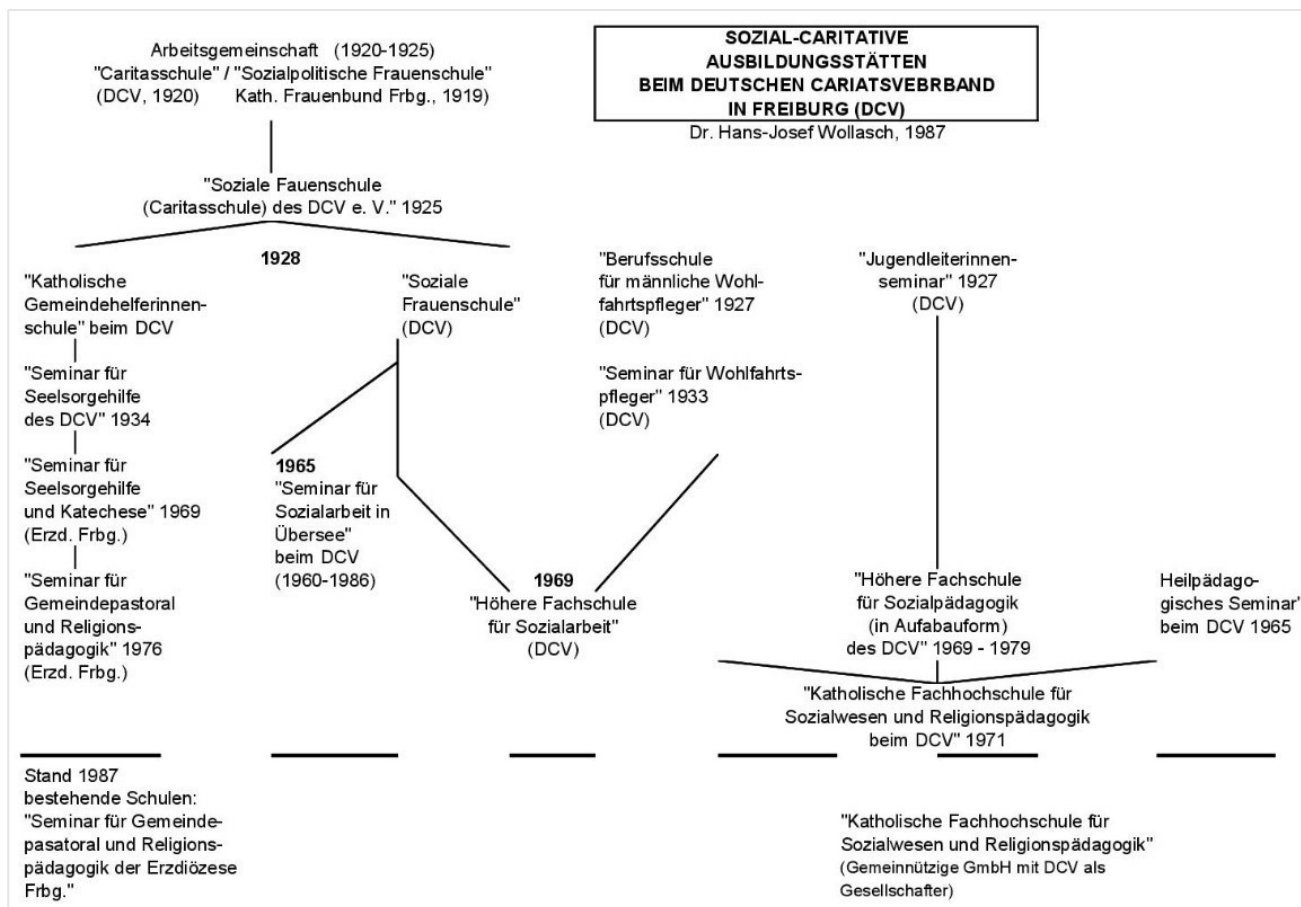 Arbeitsgemeinschaft (1920-1925)
"Caritasschule" / "Sozialpolitische Frauenschule"
(DCV, 1920) Kath. Frauenbund Frbg., 1919)
SOZIAL-CARITATIVE
AUSBILDUNGSSTÄTTEN
BEIM DEUTSCHEN CARIATSVEBRBAND
IN FREIBURG (DCV)
Dr. Hans-Josef Wollasch, 1987
"Soziale Fauenschule
(Caritasschule) des DCV e. V." 1925
1928
"Katholische
Gemeindehelferinnen-
schule" beim DCV
"Soziale
Frauenschule"
(DCV)
"Berufsschule
für männliche Wohl-
fahrtspfleger" 1927
(DCV)
"Jugendleiterinnen-
seminar" 1927
(DCV)
"Seminar für
Seelsorgehilfe
des DCV" 1934
"Seminar für Wohlfahrts-
pfleger" 1933
(DCV)
"Seminar für
Seelsorgehilfe
und Katechese" 1969
(Erzd. Frbg.)
1965
"Seminar für
Sozialarbeit in
Übersee"
beim DCV
(1960-1986)
"Seminar für
Gemeindepastoral
und Religions-
pädagogik" 1976
(Erzd. Frbg.)
1969
"Höhere Fachschule
für Sozialarbeit"
(DCV)
"Höhere Fachschule
für Sozialpädagogik
(in Aufabauform)
des DCV" 1969 - 1979
Heilpädago-
gisches Seminar"
beim DCV 1965
"Katholische Fachhochschule für
Sozialwesen und Religionspädagogik
beim DCV" 1971
Stand 1987
bestehende Schulen:
"Seminar für Gemeinde-
pasatoral und Religions-
pädagogik der Erzdiözese
Frbg."
"Katholische Fachhochschule für
Sozialwesen und Religionspädagogik"
(Gemeinnützige GmbH mit DCV als
Gesellschafter)